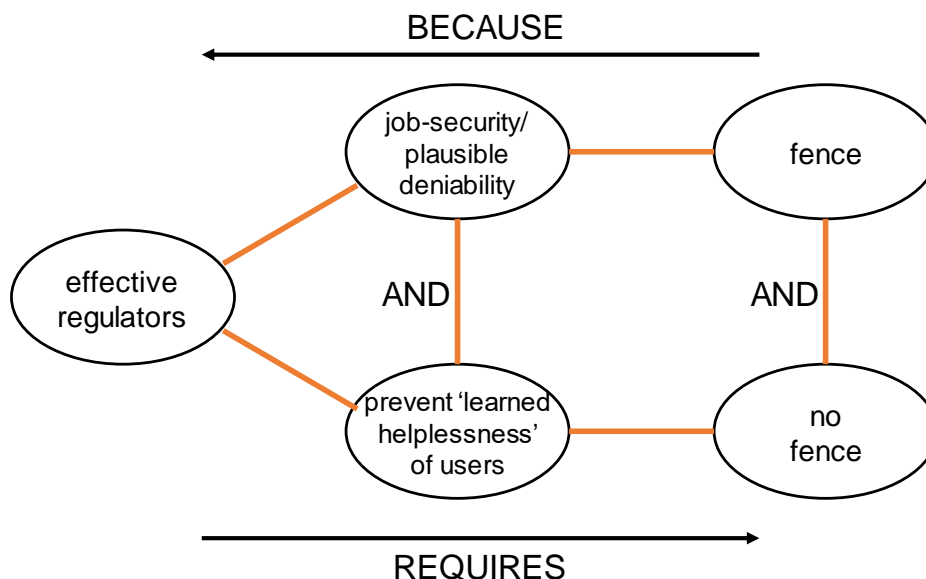 BECAUSE
job-security/
plausible
deniability
fence
effective
regulators
AND
AND
prevent ‘learned
helplessness’
of users
no
fence
REQUIRES